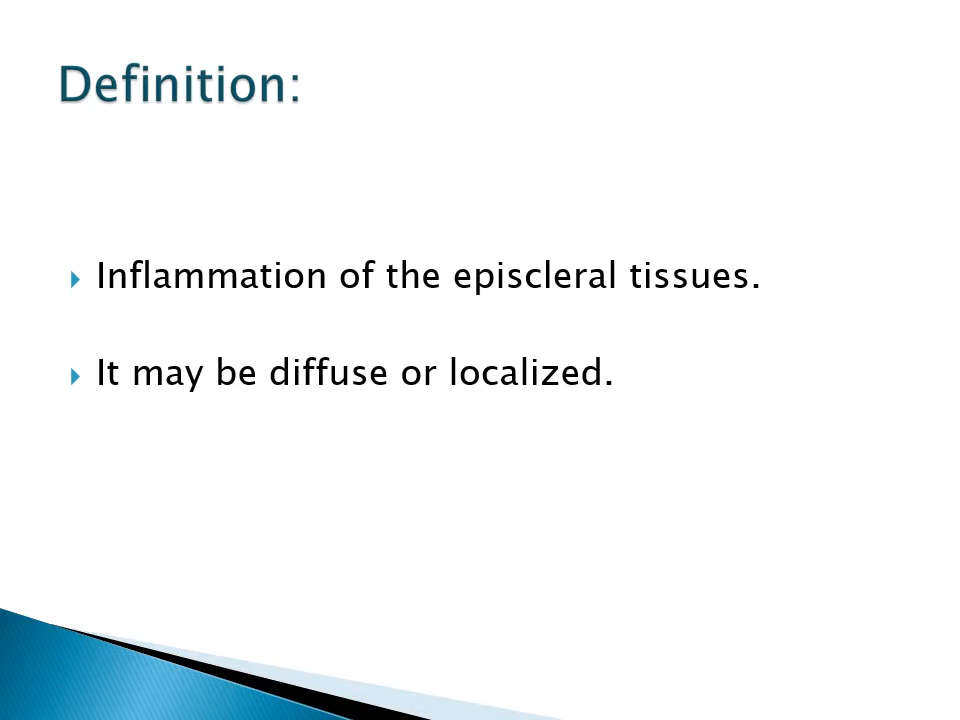 Definition:
Inflammation of the episcleral tissues.
It may be diffuse or localized.